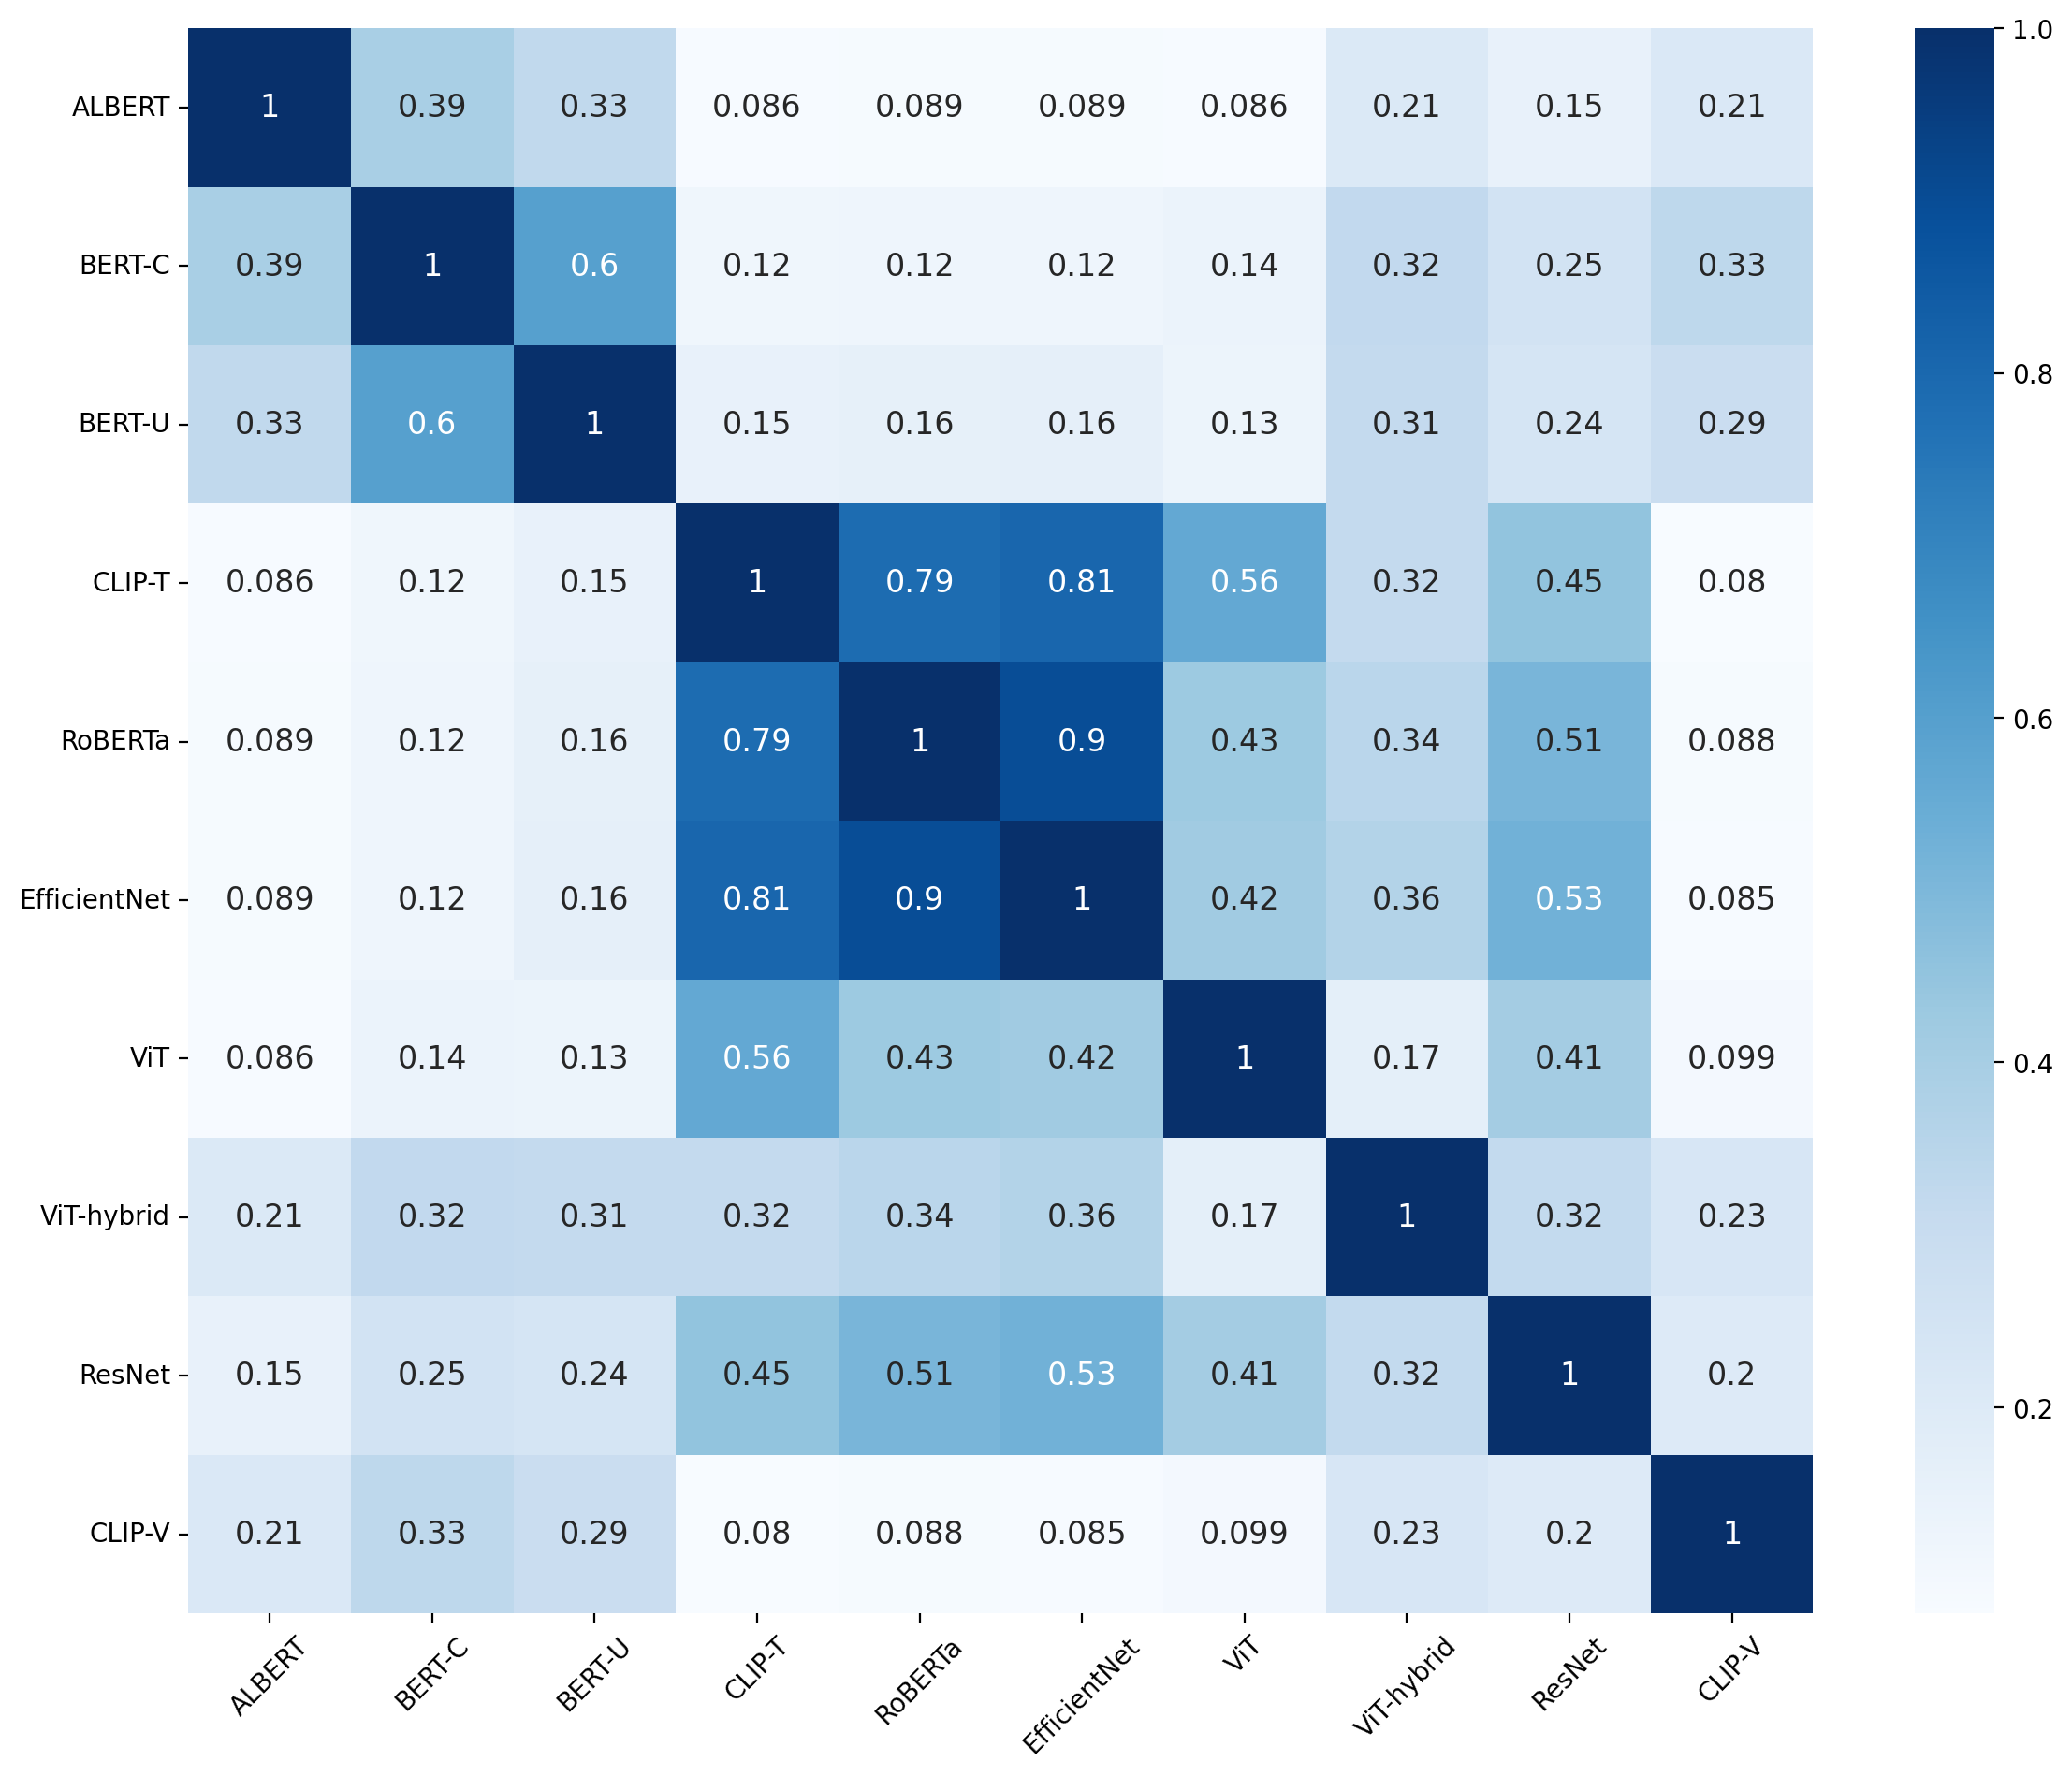 ALBERT 1 0.39 0.33 0.086 0.089 0.089 0.086 0.21 0.15 0.21
BERT-C 0.39 1 0.6 0.12 0.12 0.12 0.14 0.32 0.25 0.33
BERT-U 0.33 0.6 1 0.15 0.16 0.16 0.13 0.31 0.24 0.29
CLIP-T 0.086 0.12 0.15 1 0.79 0.81 0.56 0.32 0.45 0.08
RoBERTa 0.089 0.12 0.16 0.79 1 0.9 0.43 0.34 0.51 0.088
EfficientNet 0.089 0.12 0.16 0.81 0.9 1 0.42 0.36 0.53 0.085
ViT 0.086 0.14 0.13 0.56 0.43 0.42 1 0.17 0.41 0.099
ViT-hybrid 0.21 0.32 0.31 0.32 0.34 0.36 0.17 1 0.32 0.23
ResNet 0.15 0.25 0.24 0.45 0.51 0.53 0.41 0.32 1 0.2
CLIP-V 0.21 0.33 0.29 0.08 0.088 0.085 0.099 0.23 0.2 1
ALBERT BERT-C BERT-U CLIP-T RoBERTa EfficientNet ViT ViT-hybrid ResNet CLIP-V
1.0
0.8
0.6
0.4
0.2